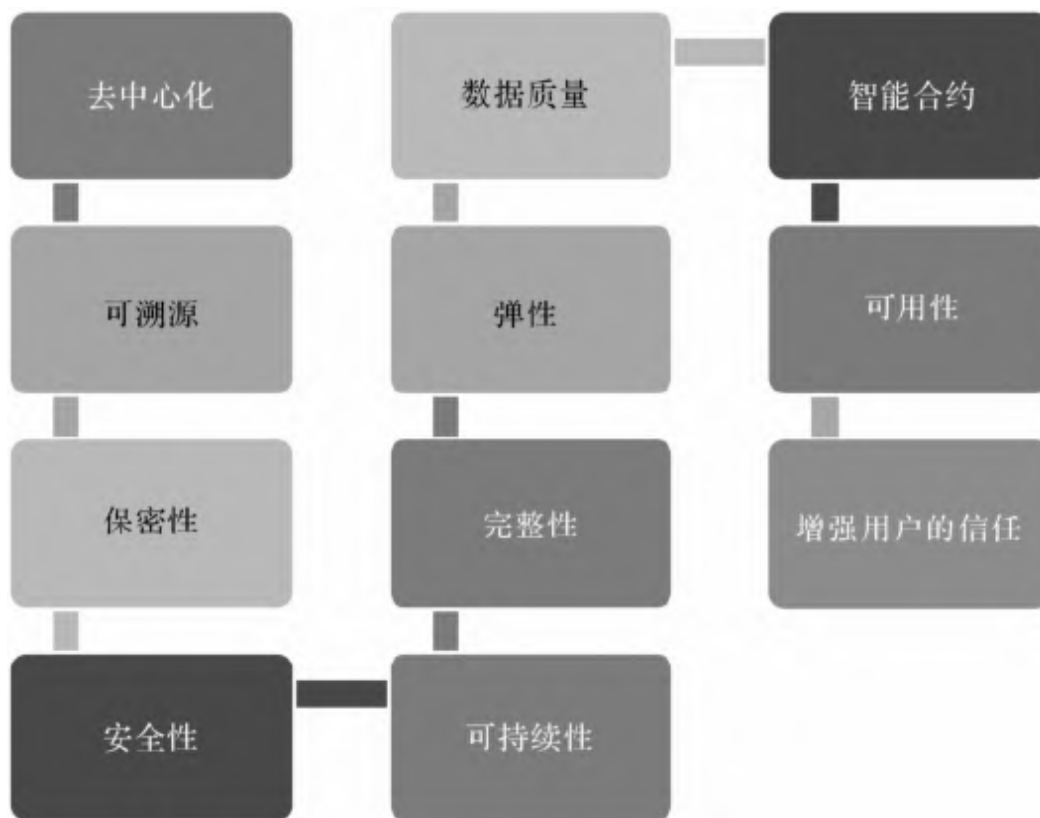 去中心化
可溯源
保密性
安全性
可持续性
完整性
弹性
数据质量
智能合约
可用性
增强用户的信任